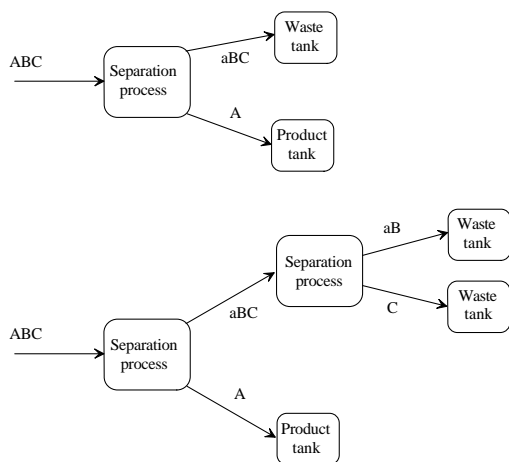 Waste
tank
ABC
Separation
process
aBC
A
Product
tank
Waste
tank
aB
Separation
process
C
Waste
tank
aBC
ABC
Separation
process
A
Product
tank